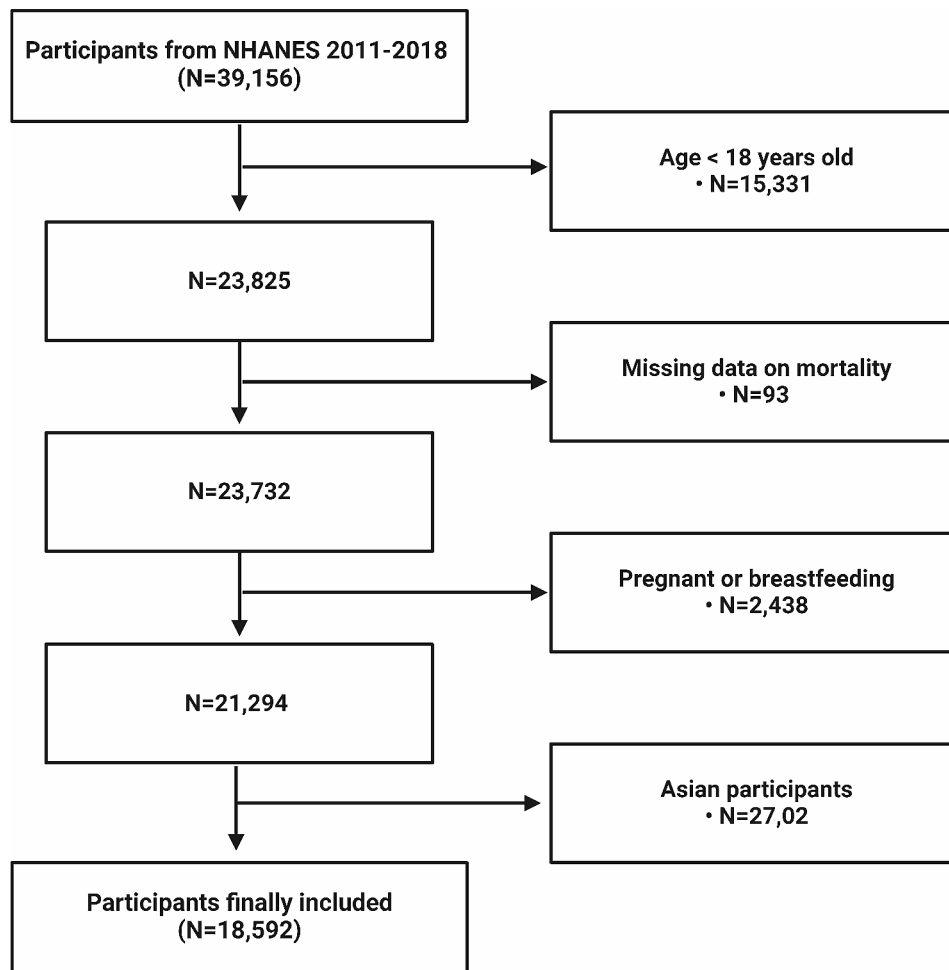 Participants from NHANES 2011-2018
(N=39,156)
Age < 18 years old
• N=15,331
N=23,825
Missing data on mortality
• N=93
N=23,732
Pregnant or breastfeeding
• N=2,438
N=21,294
Asian participants
• N=27,02
Participants finally included
(N=18,592)